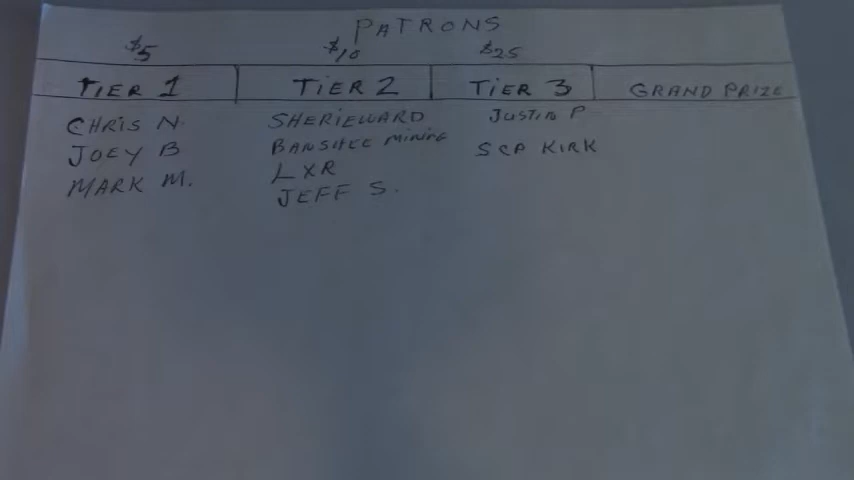 PATRONS
$5 $10 $25
TIER 1 TIER 2 TIER 3 GRAND PRIZE
CHRIS N. SHERIEWARD JUSTIN P
JOEY B BANSHEE MINING SCP KIRK
MARK M. LXR
JEFF S.